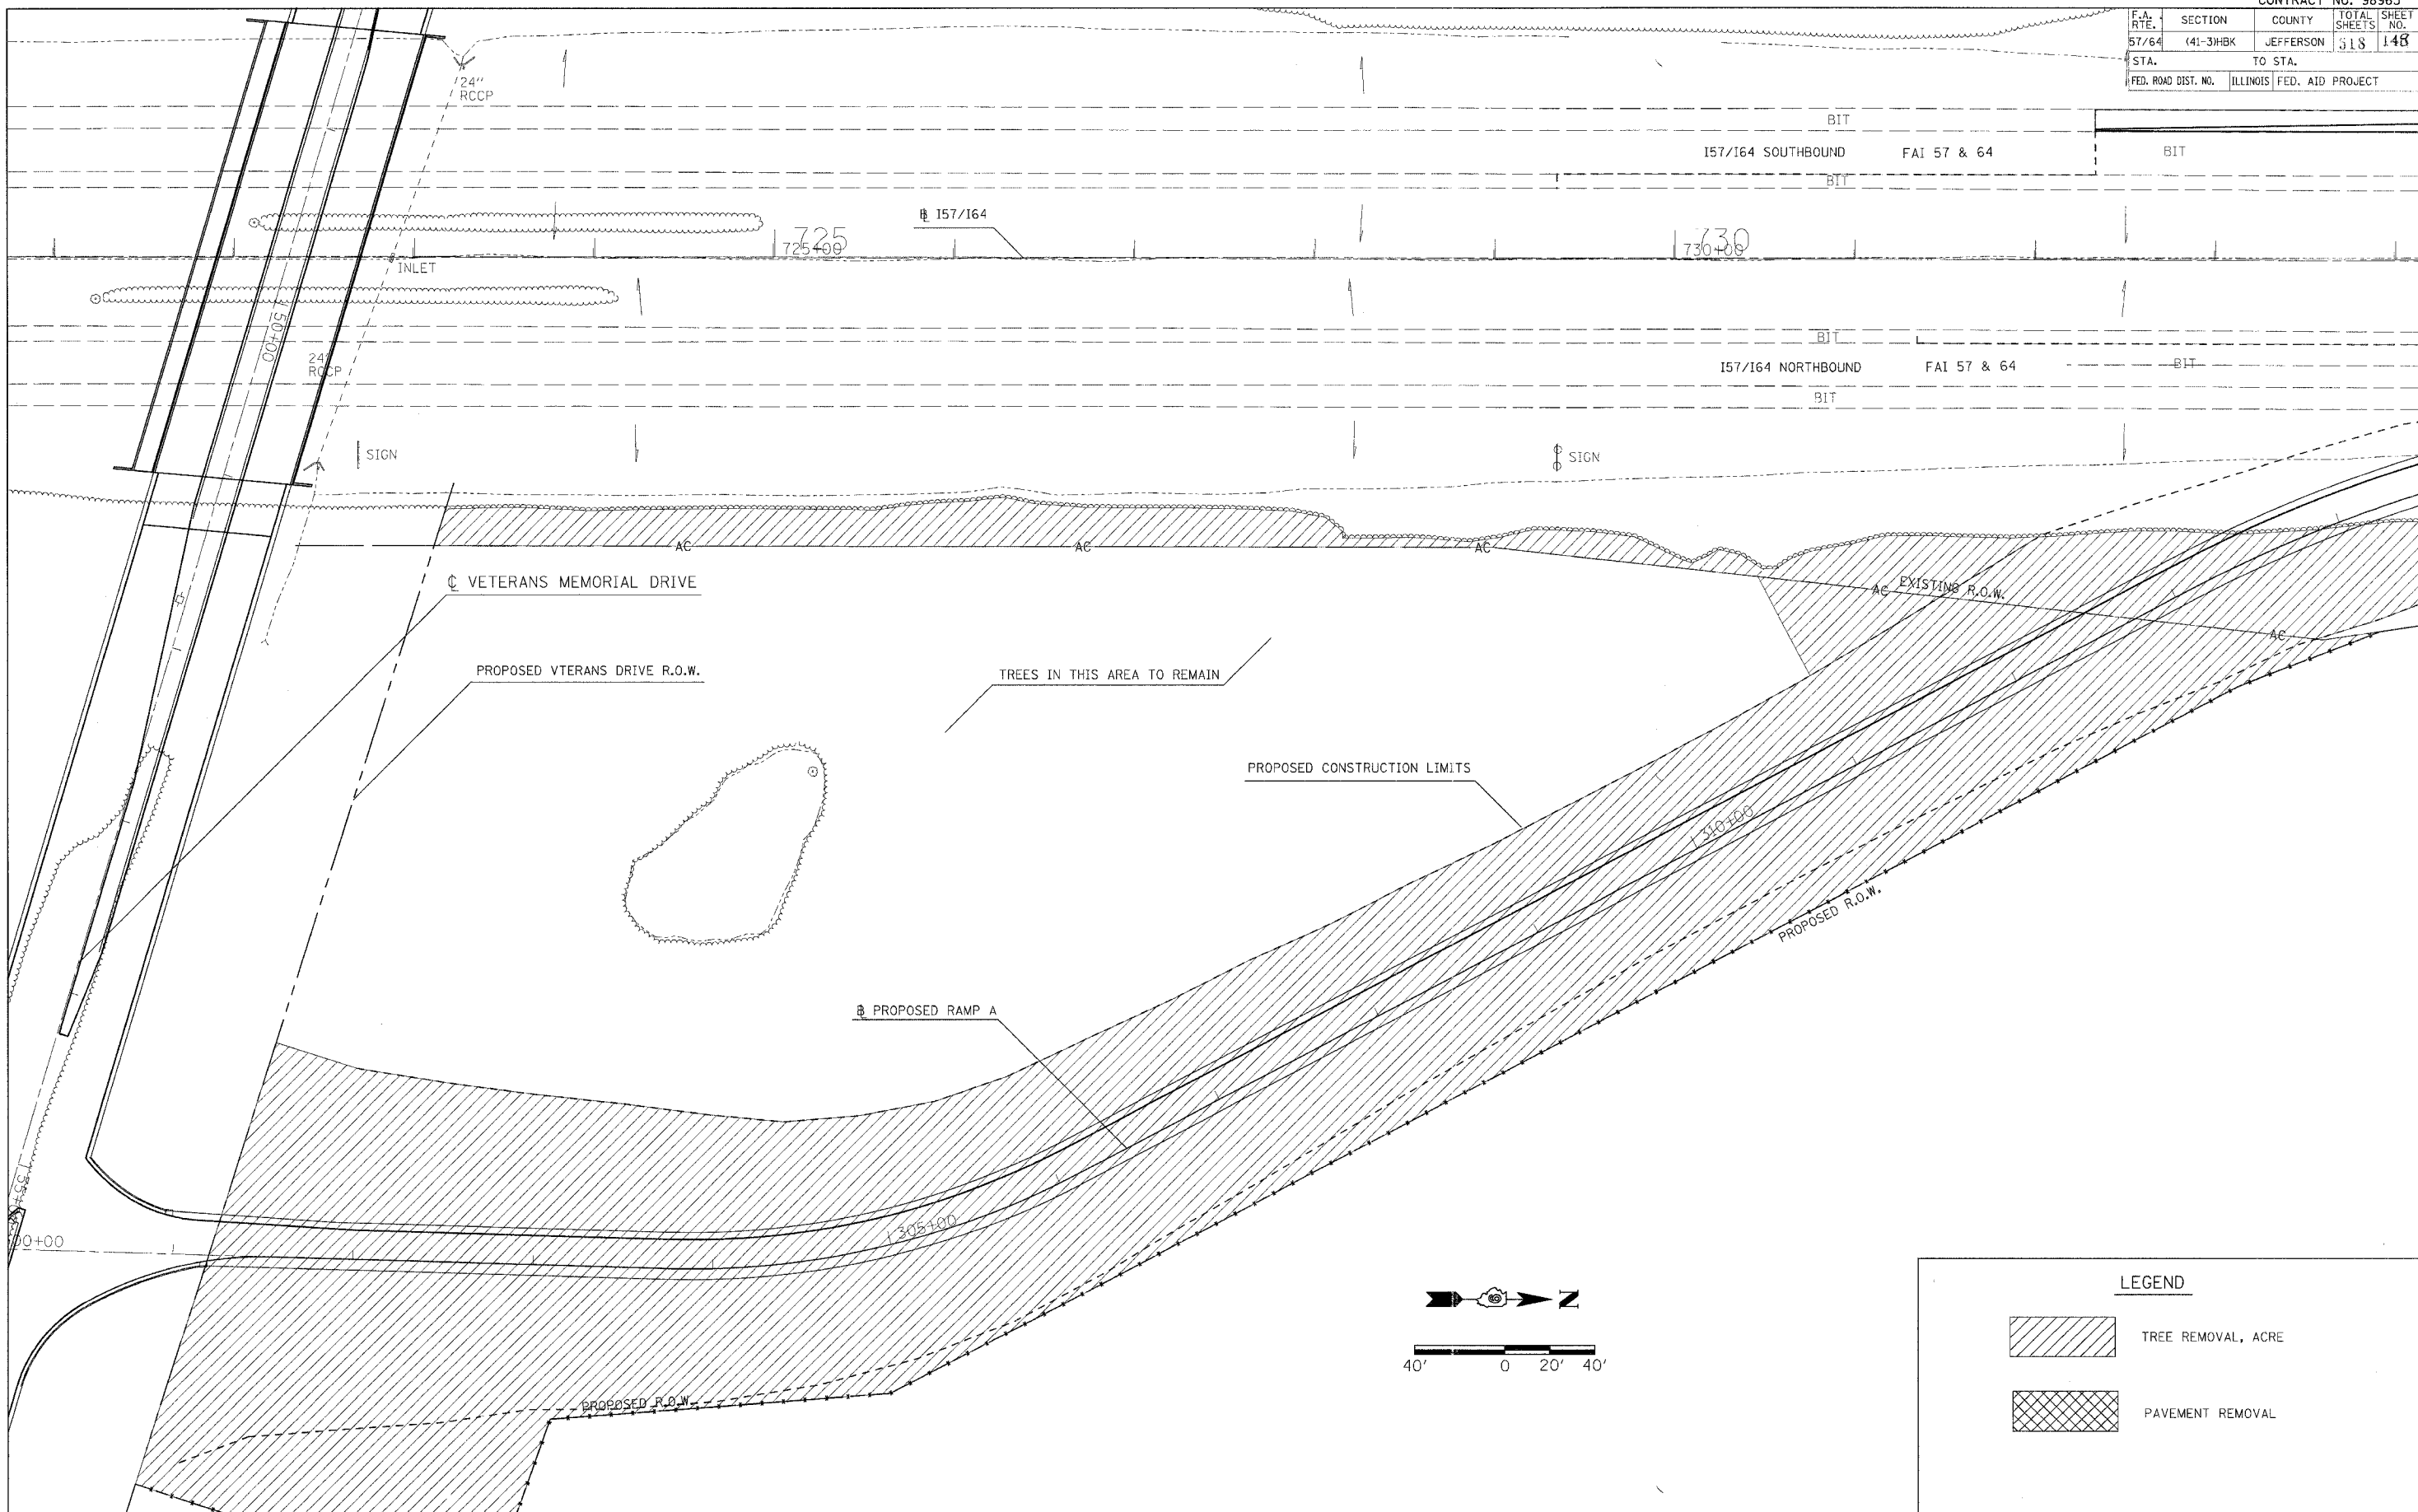 F.A. RTE. SECTION COUNTY TOTAL SHEETS SHEET NO.
57/64 (41-3)HBK JEFFERSON 318 148
STA. TO STA.
FED. ROAD DIST. NO. ILLINOIS FED. AID PROJECT
24" RCCP
BIT
I57/I64 SOUTHBOUND FAI 57 & 64 BIT
BIT
℄ I57/I64
725
725+00
730
730+00
INLET
50+00
24" RCCP
BIT
I57/I64 NORTHBOUND FAI 57 & 64 BIT
BIT
SIGN
SIGN
AC AC AC
℄ VETERANS MEMORIAL DRIVE
AC EXISTING R.O.W.
AC
PROPOSED VTERANS DRIVE R.O.W.
TREES IN THIS AREA TO REMAIN
PROPOSED CONSTRUCTION LIMITS
310+00
PROPOSED R.O.W.
PROPOSED RAMP A
305+00
00+00
PROPOSED R.O.W.
N
40' 0 20' 40'
LEGEND
TREE REMOVAL, ACRE
PAVEMENT REMOVAL